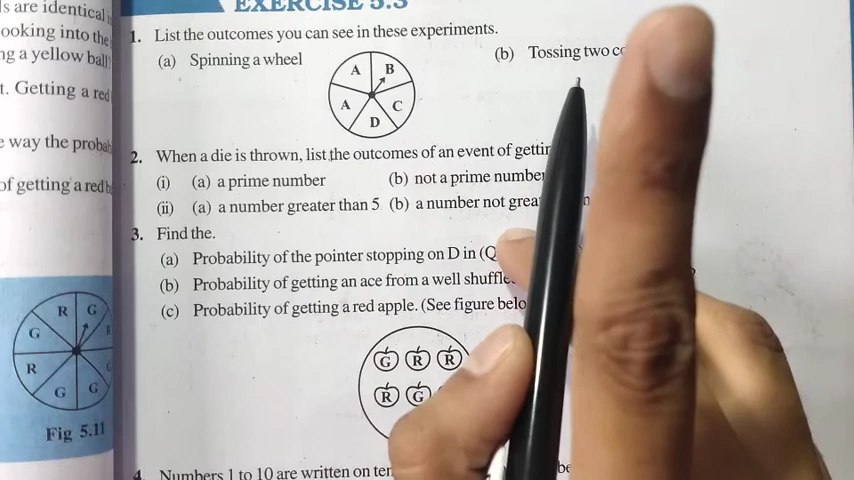 s are identical
ooking into the
ng a yellow ball
t. Getting a red
e way the probab
of getting a red b
R G
G
R
G G
Fig 5.11
EXERCISE 5.3
1. List the outcomes you can see in these experiments.
(a) Spinning a wheel
A B
A C
D
(b) Tossing two co
2. When a die is thrown, list the outcomes of an event of gettin
(i) (a) a prime number (b) not a prime number
(ii) (a) a number greater than 5 (b) a number not grea
3. Find the.
(a) Probability of the pointer stopping on D in (Q
(b) Probability of getting an ace from a well shuffle
(c) Probability of getting a red apple. (See figure belo
G R R
R G
4. Numbers 1 to 10 are written on ten
be